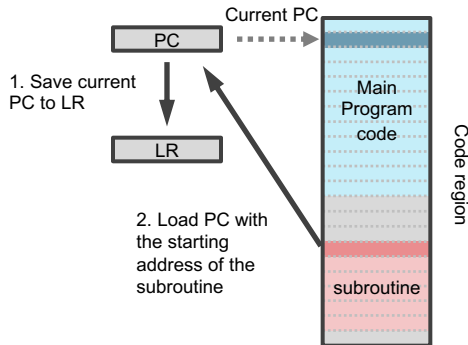 Current PC
PC
1. Save current
PC to LR
LR
Main
Program
code
Code region
2. Load PC with
the starting
address of the
subroutine
subroutine